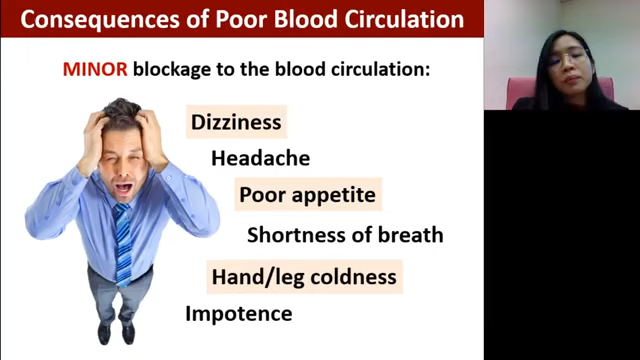 Consequences of Poor Blood Circulation
MINOR blockage to the blood circulation:
Dizziness
Headache
Poor appetite
Shortness of breath
Hand/leg coldness
Impotence